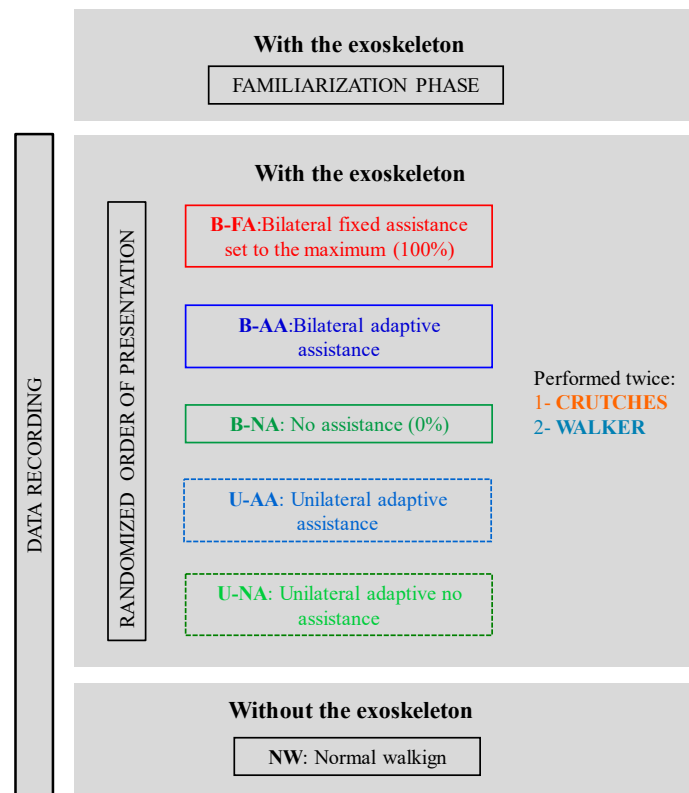 With the exoskeleton
FAMILIARIZATION PHASE
DATA RECORDING
With the exoskeleton
RANDOMIZED ORDER OF PRESENTATION
B-FA:Bilateral fixed assistance
set to the maximum (100%)
B-AA:Bilateral adaptive
assistance
B-NA: No assistance (0%)
U-AA: Unilateral adaptive
assistance
U-NA: Unilateral adaptive no
assistance
Performed twice:
1- CRUTCHES
2- WALKER
Without the exoskeleton
NW: Normal walkign